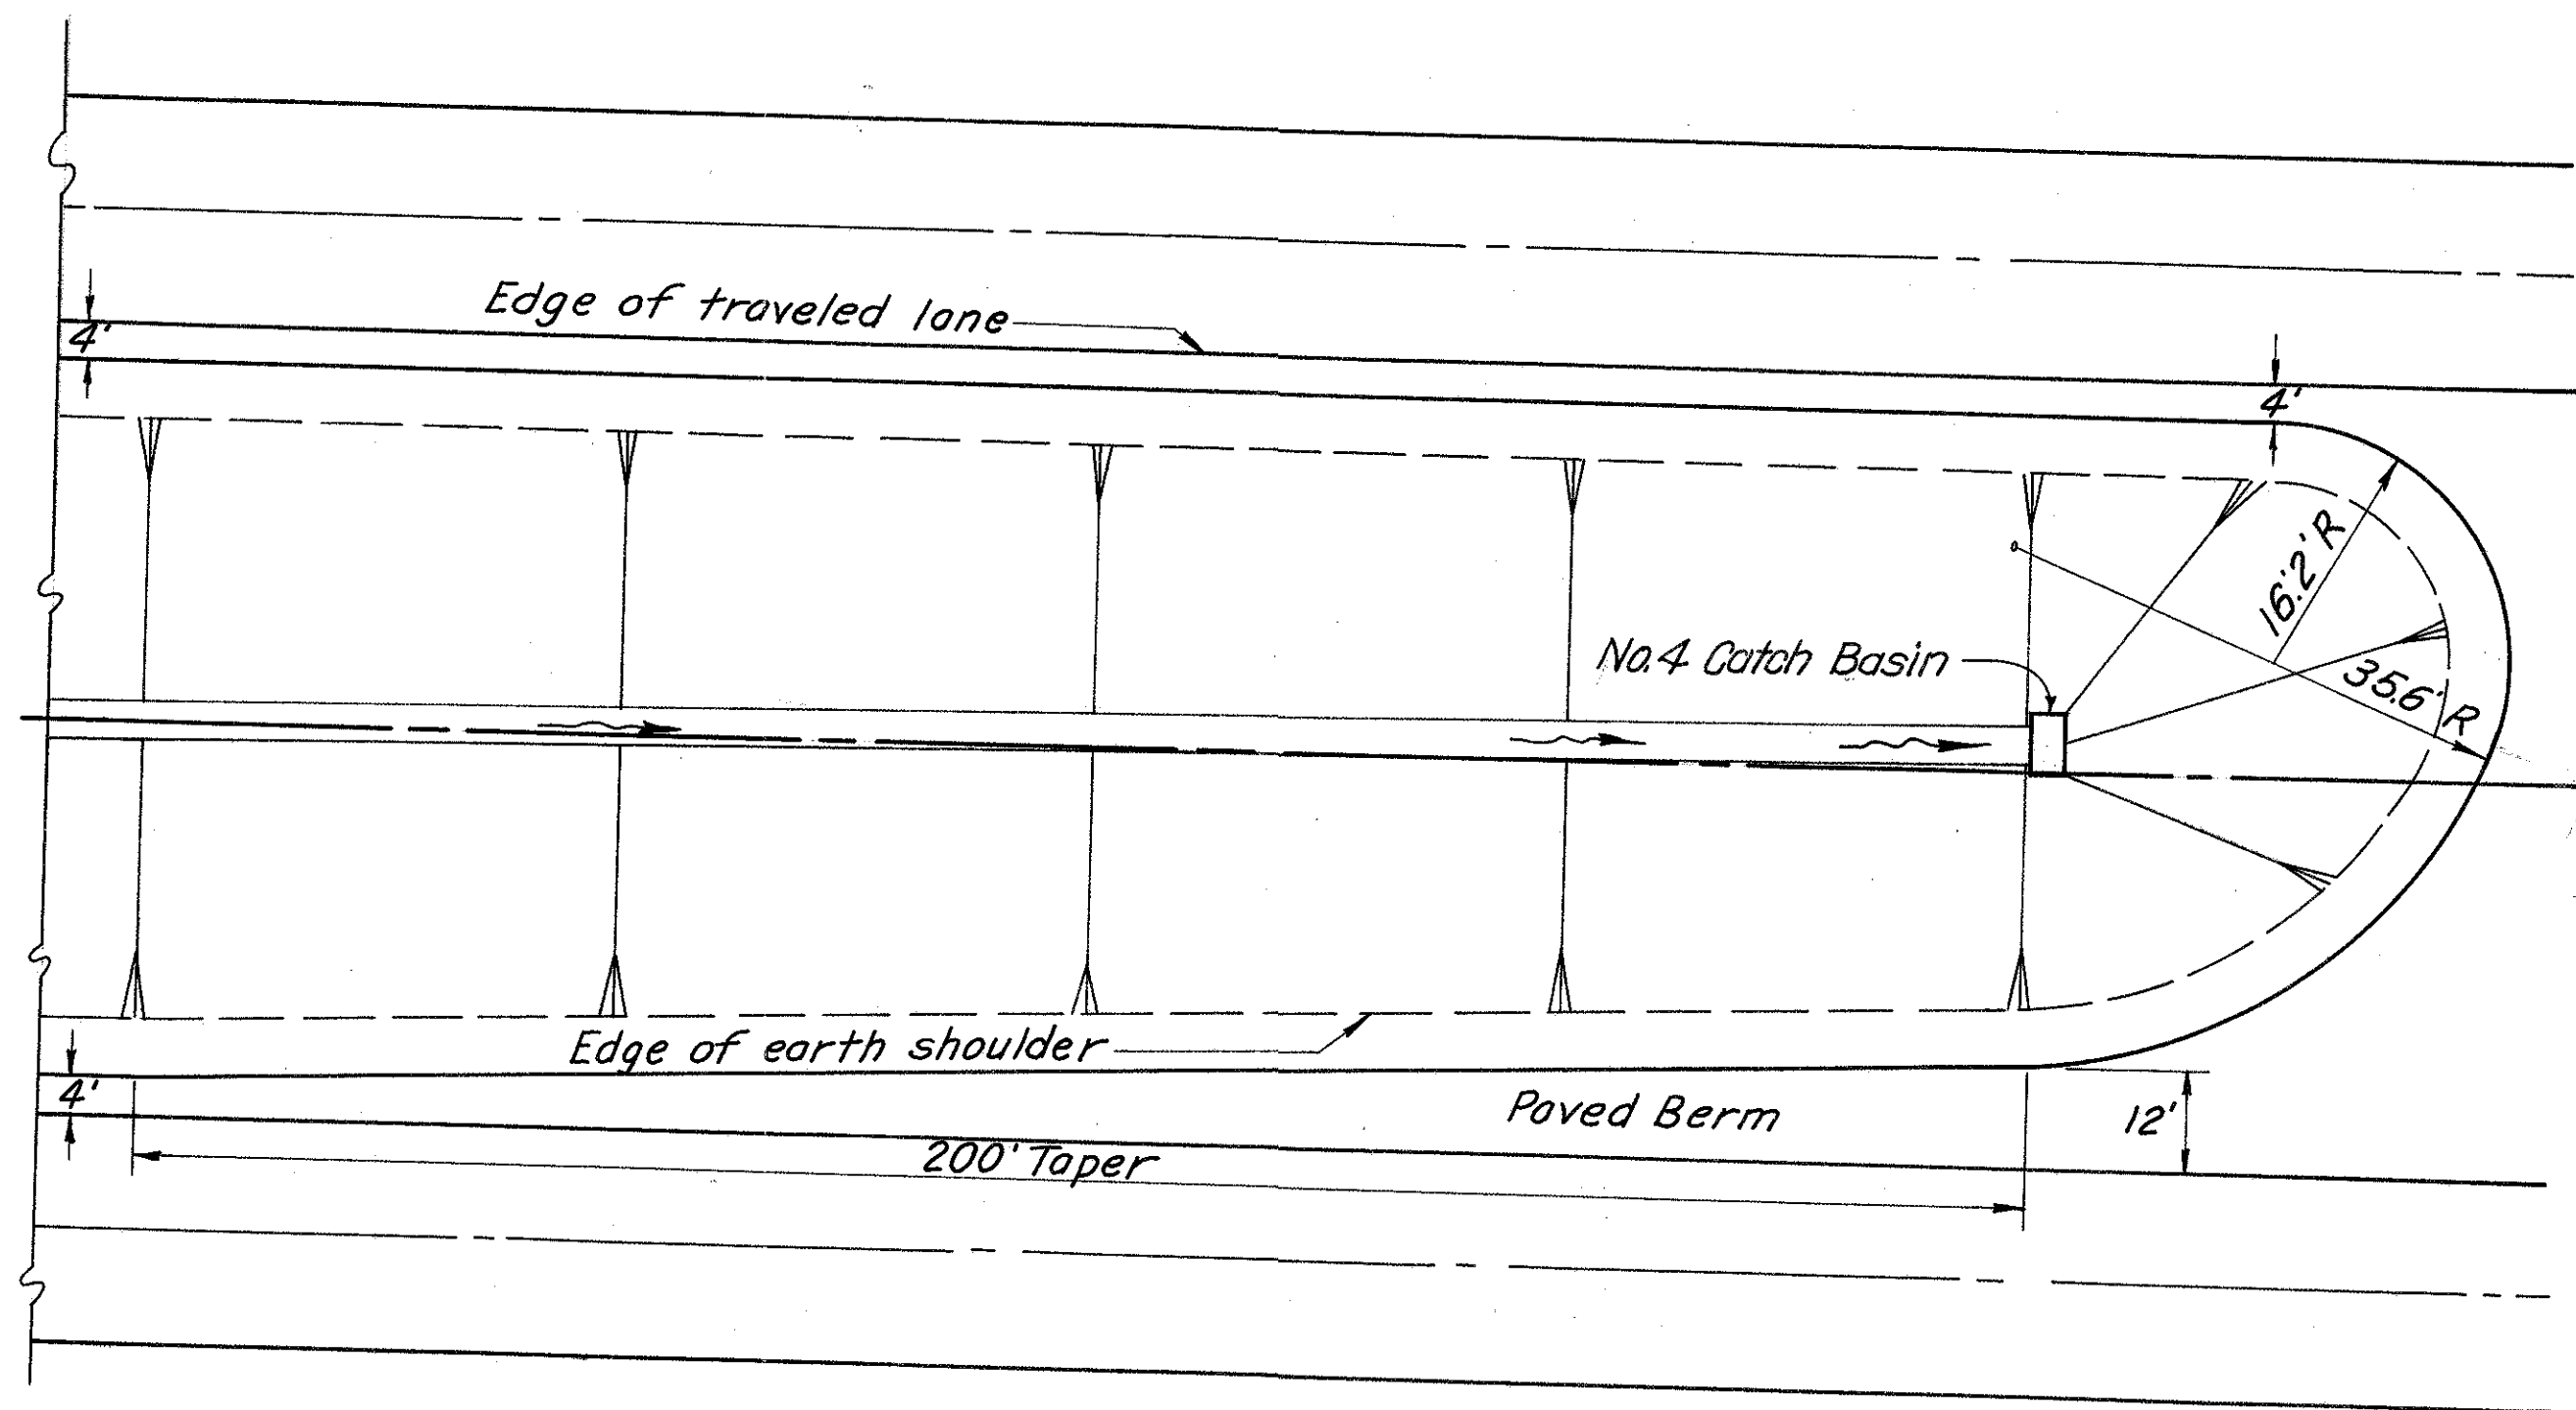 Edge of traveled lane
4'
4'
16.2' R
No. 4 Catch Basin
35.6' R
Edge of earth shoulder
4'
Paved Berm
12'
200' Taper